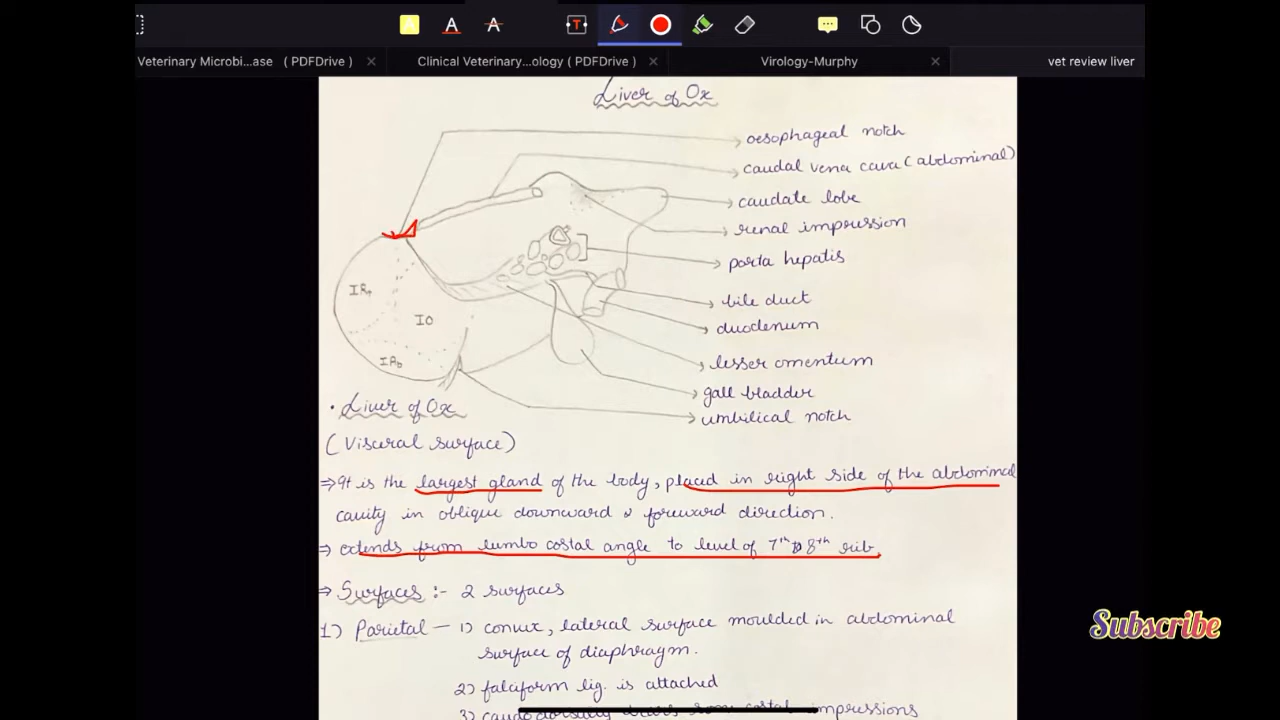 A A A T
Veterinary Microbi...ase ( PDFDrive )
Clinical Veterinary...ology ( PDFDrive )
Virology-Murphy
vet review liver
Liver of Ox
oesophageal notch
caudal vena cava (abdominal)
caudate lobe
renal impression
porta hepatis
bile duct
duodenum
lesser omentum
gall bladder
umbilical notch
IO
• Liver of Ox
(Visceral surface)
⇒ It is the largest gland of the body, placed in right side of the abdominal
cavity in oblique downward & foreward direction.
⇒ extends from lumbo costal angle to level of 7th 8th rib.
⇒ Surfaces :- 2 surfaces
1) Parietal – 1) convex, lateral surface moulded in abdominal
surface of diaphragm.
2) falciform lig. is attached
3) impressions
Subscribe